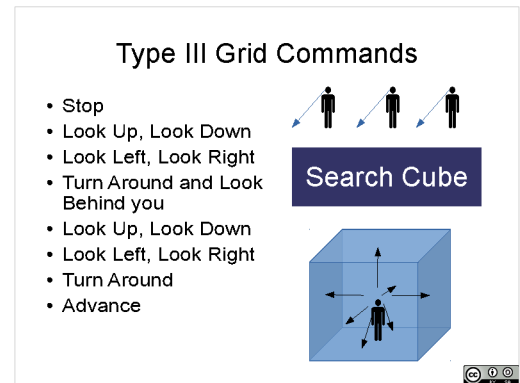 Type III Grid Commands
• Stop
• Look Up, Look Down
• Look Left, Look Right
• Turn Around and Look
Behind you
• Look Up, Look Down
• Look Left, Look Right
• Turn Around
• Advance
Search Cube
cc